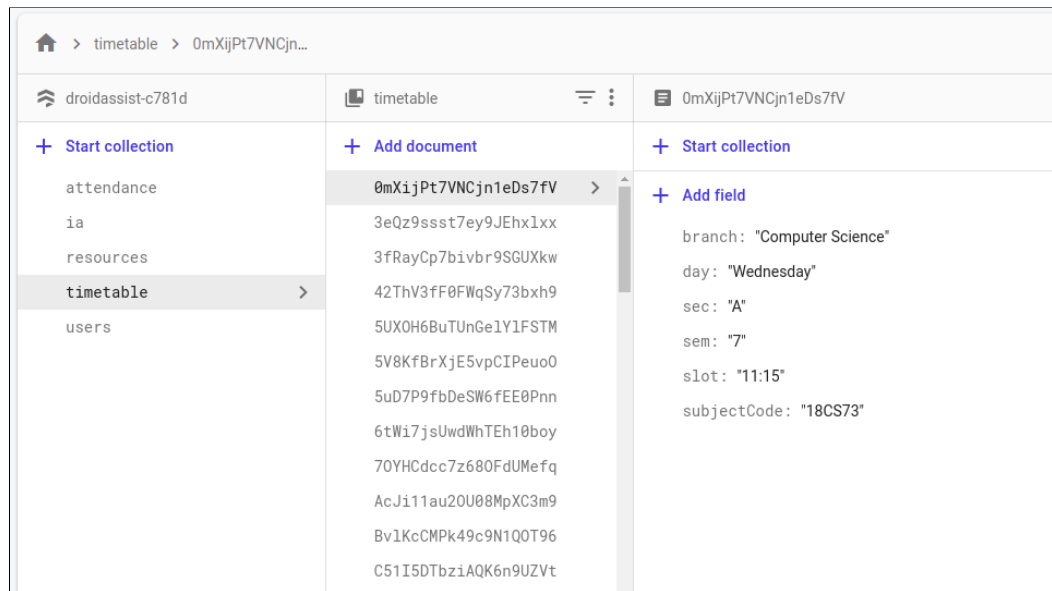 timetable > 0mXijPt7VNCjn...
droidassist-c781d
+ Start collection
attendance
ia
resources
timetable >
users
timetable
+ Add document
0mXijPt7VNCjn1eDs7fV >
3eQz9ssst7ey9JEhxlxx
3fRayCp7bivbr9SGUXkw
42ThV3fF0FWqSy73bxh9
5UXOH6BuTUnGelYlFSTM
5V8KfBrXjE5vpCIPeuoO
5uD7P9fbDeSW6fEE0Pnn
6tWi7jsUwdWhTEh10boy
7OYHCdcc7z68OFdUMefq
AcJi11au2OU08MpXC3m9
BvlKcCMPk49c9N1QOT96
C51I5DTbziAQK6n9UZVt
0mXijPt7VNCjn1eDs7fV
+ Start collection
+ Add field
branch: "Computer Science"
day: "Wednesday"
sec: "A"
sem: "7"
slot: "11:15"
subjectCode: "18CS73"